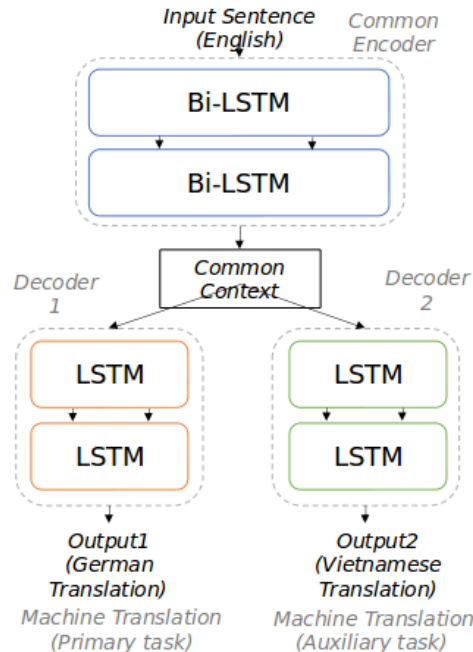 Input Sentence
(English)
Common
Encoder
Bi-LSTM
Bi-LSTM
Common
Context
Decoder
1
Decoder
2
LSTM
LSTM
LSTM
LSTM
Output1
(German
Translation)
Machine Translation
(Primary task)
Output2
(Vietnamese
Translation)
Machine Translation
(Auxiliary task)